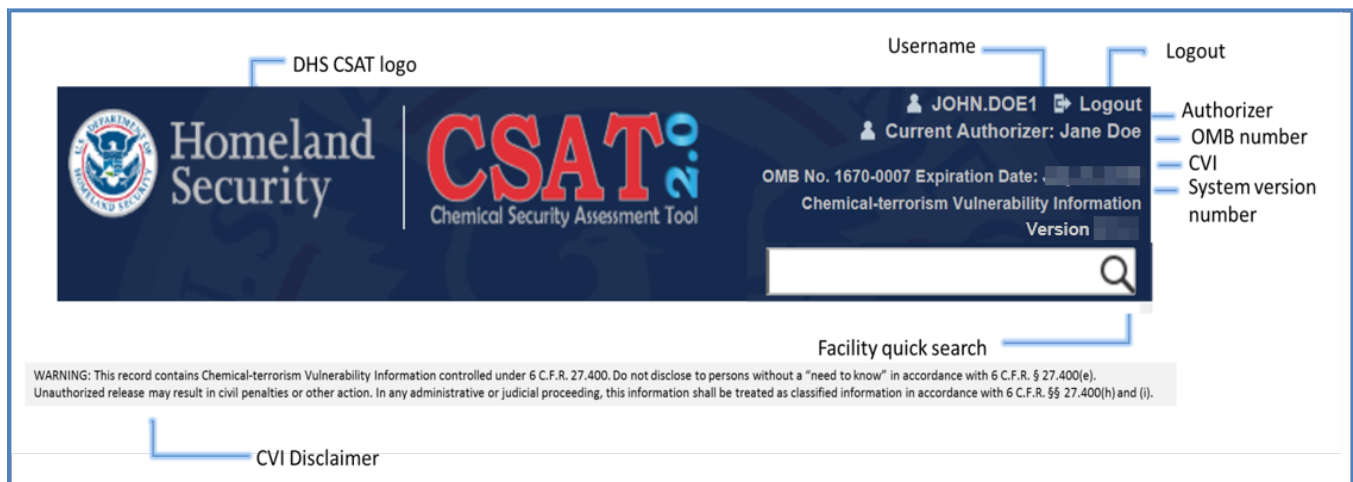 Username
Logout
DHS CSAT logo
JOHN.DOE1 Logout
Authorizer
Current Authorizer: Jane Doe
OMB number
Homeland
Security
CSAT 2.0
Chemical Security Assessment Tool
OMB No. 1670-0007 Expiration Date:
CVI
Chemical-terrorism Vulnerability Information
System version
number
Version
Facility quick search
WARNING: This record contains Chemical-terrorism Vulnerability Information controlled under 6 C.F.R. 27.400. Do not disclose to persons without a “need to know” in accordance with 6 C.F.R. § 27.400(e).
Unauthorized release may result in civil penalties or other action. In any administrative or judicial proceeding, this information shall be treated as classified information in accordance with 6 C.F.R. §§ 27.400(h) and (i).
CVI Disclaimer